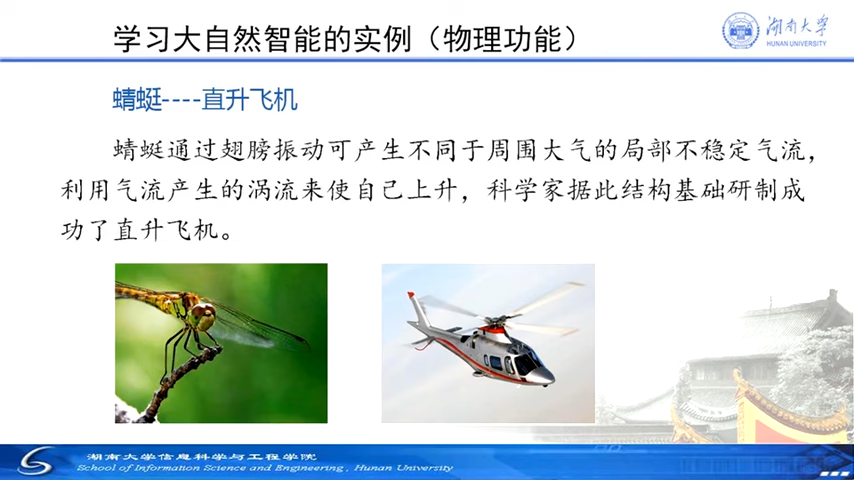 学习大自然智能的实例（物理功能）
湖南大学
HUNAN UNIVERSITY
蜻蜓----直升飞机
蜻蜓通过翅膀振动可产生不同于周围大气的局部不稳定气流，
利用气流产生的涡流来使自己上升，科学家据此结构基础研制成
功了直升飞机。
湖南大学信息科学与工程学院
School of Information Science and Engineering , Hunan University